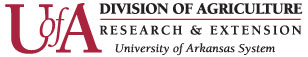 UofA DIVISION OF AGRICULTURE
RESEARCH & EXTENSION
University of Arkansas System